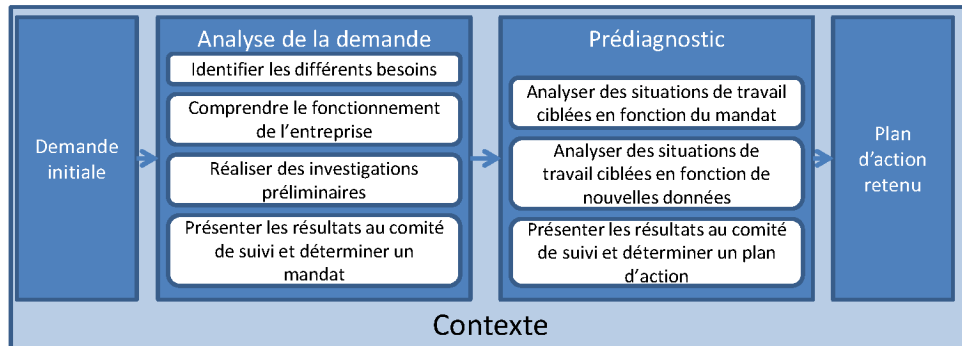 Demande
initiale
Analyse de la demande
Identifier les différents besoins
Comprendre le fonctionnement
de l'entreprise
Réaliser des investigations
préliminaires
Présenter les résultats au comité
de suivi et déterminer un
mandat
Prédiagnostic
Analyser des situations de travail
ciblées en fonction du mandat
Analyser des situations de
travail ciblées en fonction de
nouvelles données
Présenter les résultats au comité
de suivi et déterminer un plan
d'action
Plan
d'action
retenu
Contexte